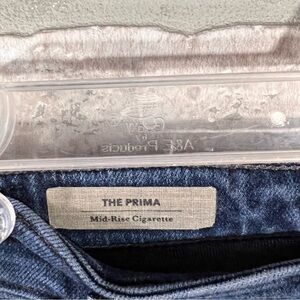 A&E Products
THE PRIMA
Mid-Rise Cigarette